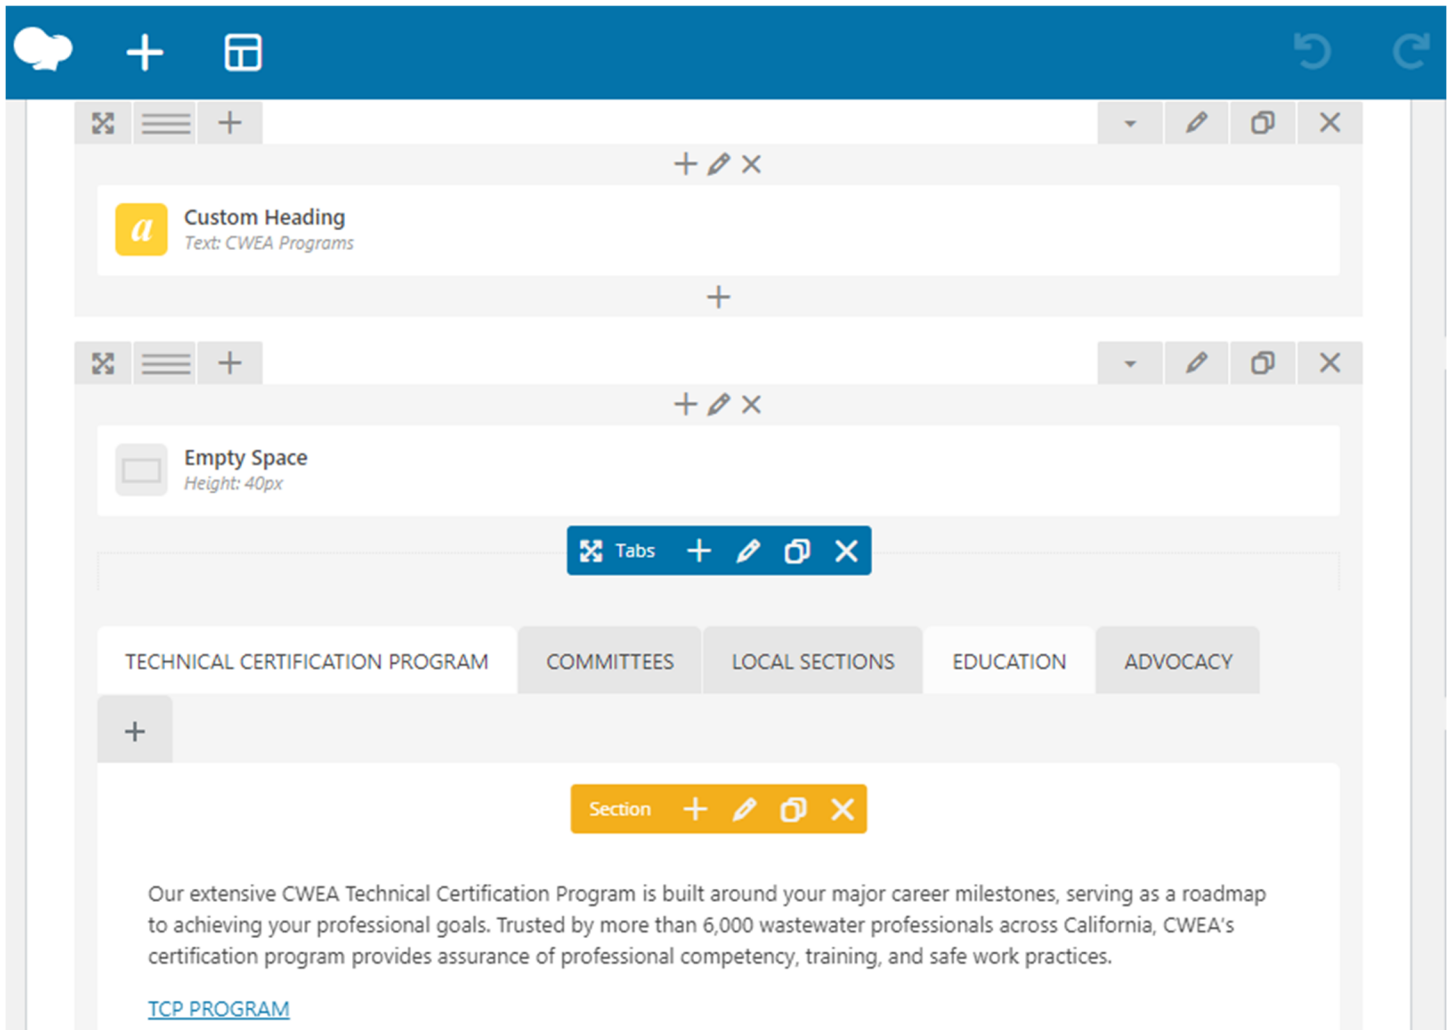 Custom Heading
Text: CWEA Programs
Empty Space
Height: 40px
Tabs
TECHNICAL CERTIFICATION PROGRAM COMMITTEES LOCAL SECTIONS EDUCATION ADVOCACY
Section
Our extensive CWEA Technical Certification Program is built around your major career milestones, serving as a roadmap
to achieving your professional goals. Trusted by more than 6,000 wastewater professionals across California, CWEA's
certification program provides assurance of professional competency, training, and safe work practices.
TCP PROGRAM